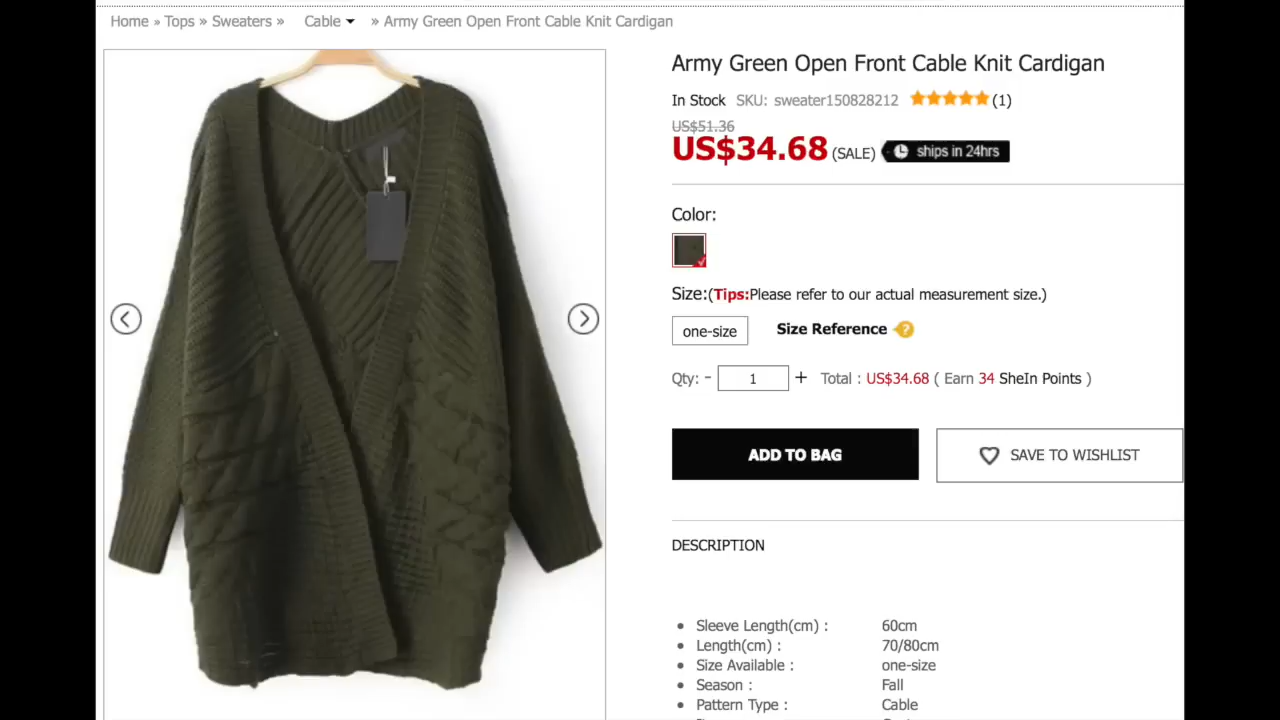 Home » Tops » Sweaters » Cable » Army Green Open Front Cable Knit Cardigan
Army Green Open Front Cable Knit Cardigan
In Stock SKU: sweater150828212 (1)
US$51.36
US$34.68 (SALE) ships in 24hrs
Color:
Size:(Tips:Please refer to our actual measurement size.)
one-size Size Reference ?
Qty: - 1 + Total : US$34.68 ( Earn 34 SheIn Points )
ADD TO BAG SAVE TO WISHLIST
DESCRIPTION
• Sleeve Length(cm) : 60cm
• Length(cm) : 70/80cm
• Size Available : one-size
• Season : Fall
• Pattern Type : Cable